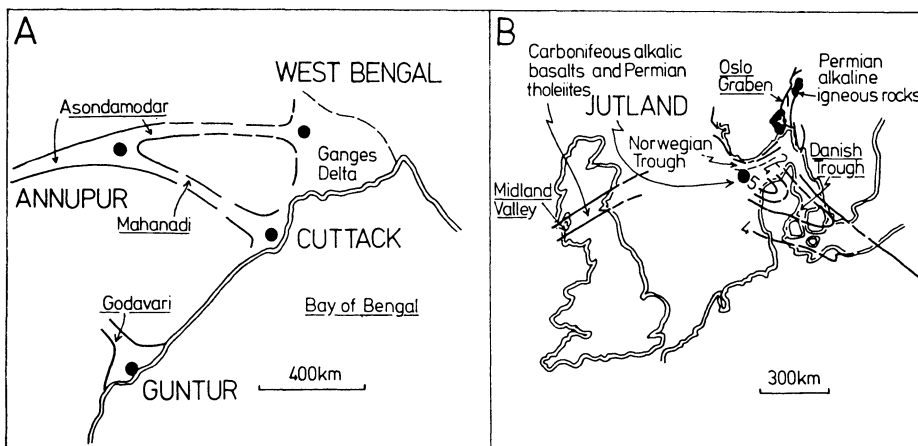 A
WEST BENGAL
Asondamodar
Ganges
Delta
ANNUPUR
Mahanadi
CUTTACK
Godavari
Bay of Bengal
GUNTUR
400km
B
Carbonifeous alkalic
basalts and Permian
tholeiites
Oslo
Graben
Permian
alkaline
igneous rocks
JUTLAND
Norwegian
Trough
Danish
Trough
Midland
Valley
300km